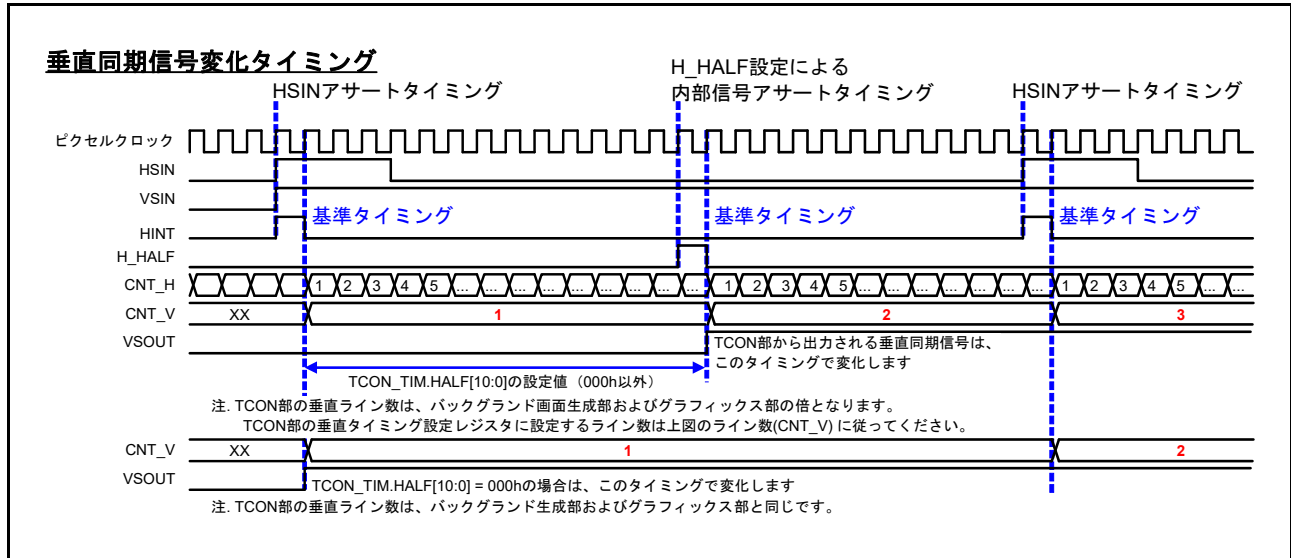 垂直同期信号変化タイミング
HSINアサートタイミング
H_HALF設定による
内部信号アサートタイミング
HSINアサートタイミング
ピクセルクロック
HSIN
VSIN
基準タイミング 基準タイミング 基準タイミング
HINT
H_HALF
CNT_H 1 2 3 4 5 ... ... ... ... ... ... ... ... ... 1 2 3 4 5 ... ... ... ... ... ... ... 1 2 3 4 5 ... ...
CNT_V XX 1 2 3
VSOUT
TCON部から出力される垂直同期信号は、
このタイミングで変化します
TCON_TIM.HALF[10:0]の設定値（000h以外）
注. TCON部の垂直ライン数は、バックグランド画面生成部およびグラフィックス部の倍となります。
TCON部の垂直タイミング設定レジスタに設定するライン数は上図のライン数(CNT_V) に従ってください。
CNT_V XX 1 2
VSOUT
TCON_TIM.HALF[10:0] = 000hの場合は、このタイミングで変化します
注. TCON部の垂直ライン数は、バックグランド生成部およびグラフィックス部と同じです。